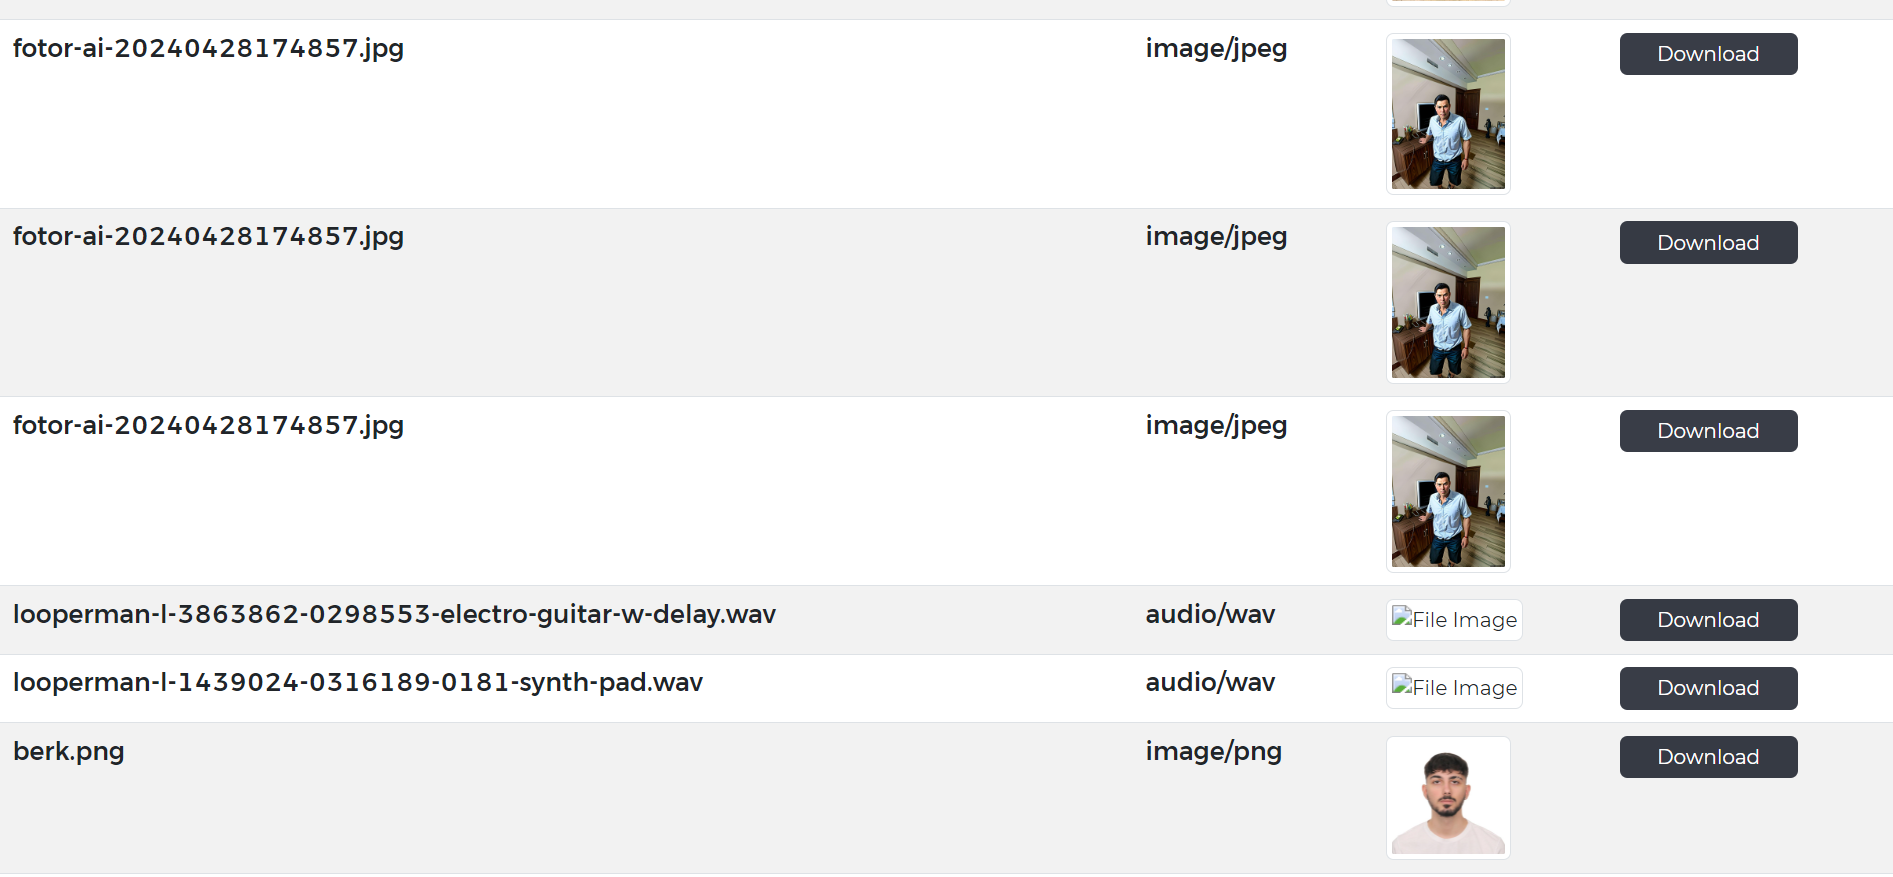 fotor-ai-20240428174857.jpg image/jpeg Download
fotor-ai-20240428174857.jpg image/jpeg Download
fotor-ai-20240428174857.jpg image/jpeg Download
looperman-l-3863862-0298553-electro-guitar-w-delay.wav audio/wav File Image Download
looperman-l-1439024-0316189-0181-synth-pad.wav audio/wav File Image Download
berk.png image/png Download